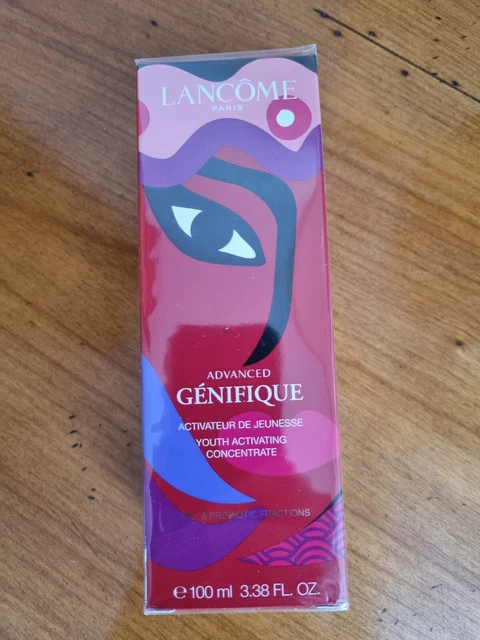 LANCÔME
PARIS
ADVANCED
GÉNIFIQUE
ACTIVATEUR DE JEUNESSE
YOUTH ACTIVATING
CONCENTRATE
PROBIOTIC FRACTIONS
℮ 100 ml 3.38 FL. OZ.